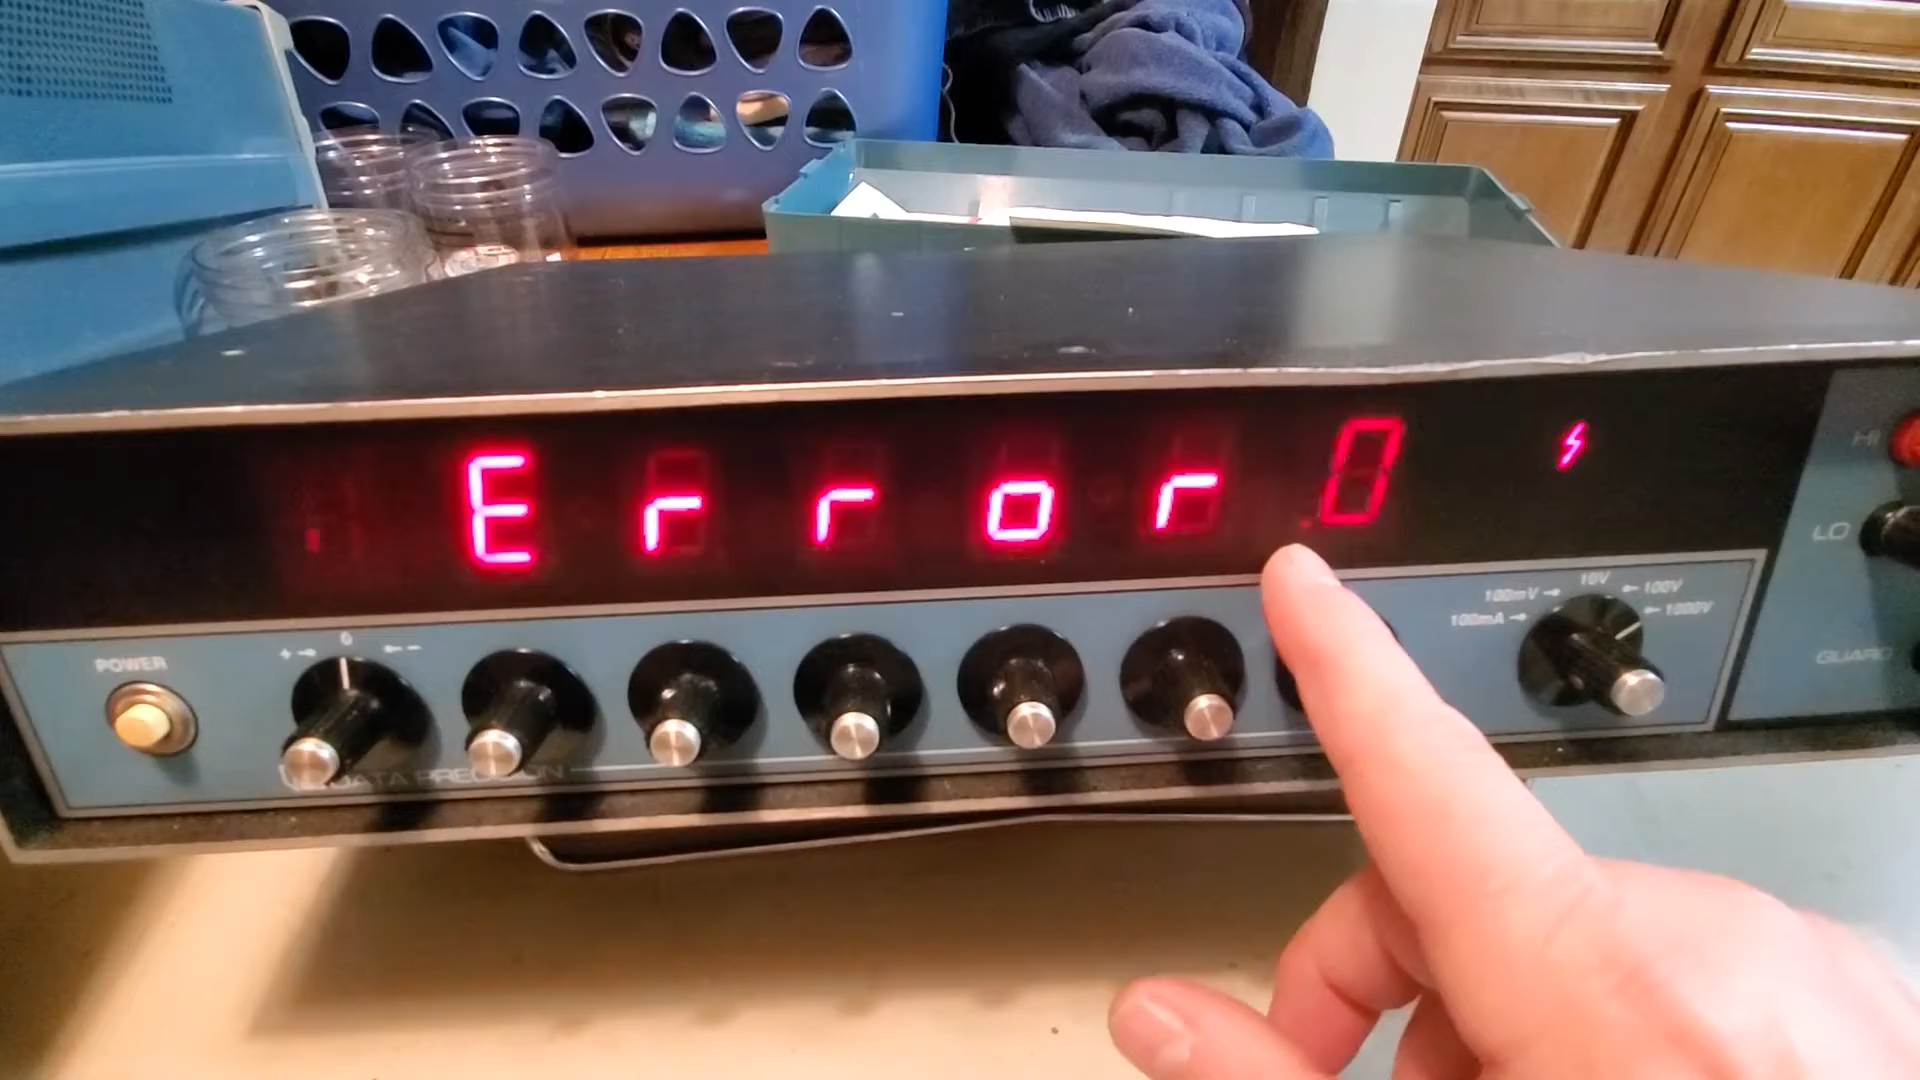 Error.0
HI
LO
GUARD
POWER
+ 0 -
100mA
100mV
10V
100V
1000V
DATA PRECISION